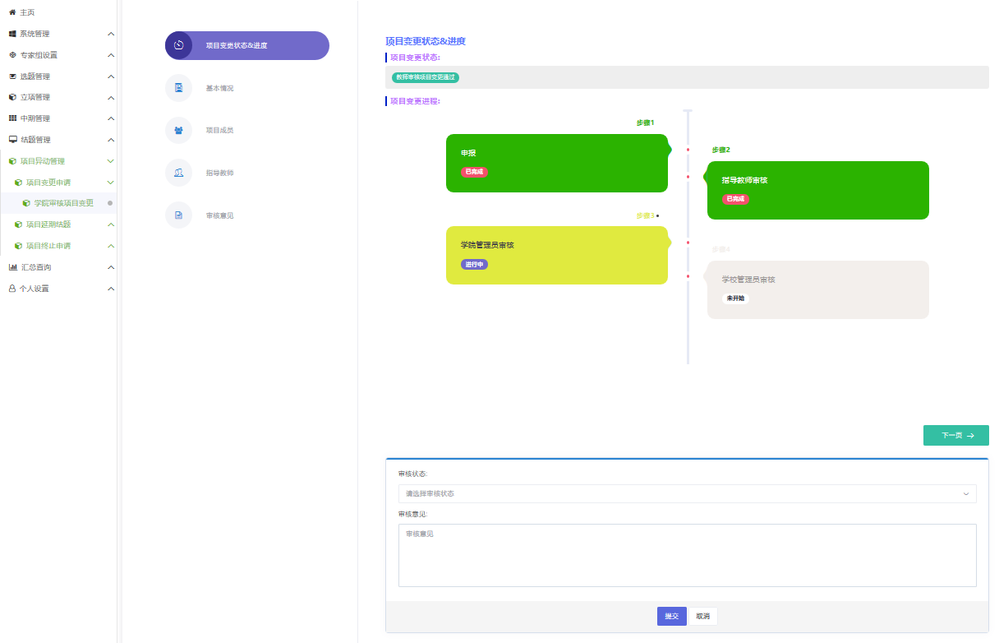 主页
系统管理
专家组设置
选题管理
立项管理
中期管理
结题管理
项目异动管理
项目变更申请
学院审核项目变更
项目延期结题
项目终止申请
汇总查询
个人设置
项目变更状态&进度
基本情况
项目成员
指导教师
审核意见
项目变更状态&进度
项目变更状态:
教师审核项目变更通过
项目变更进程:
步骤1
申报
已完成
步骤2
指导教师审核
已完成
步骤3
学院管理员审核
进行中
步骤4
学校管理员审核
未开始
下一页
审核状态:
请选择审核状态
审核意见:
审核意见
提交
取消